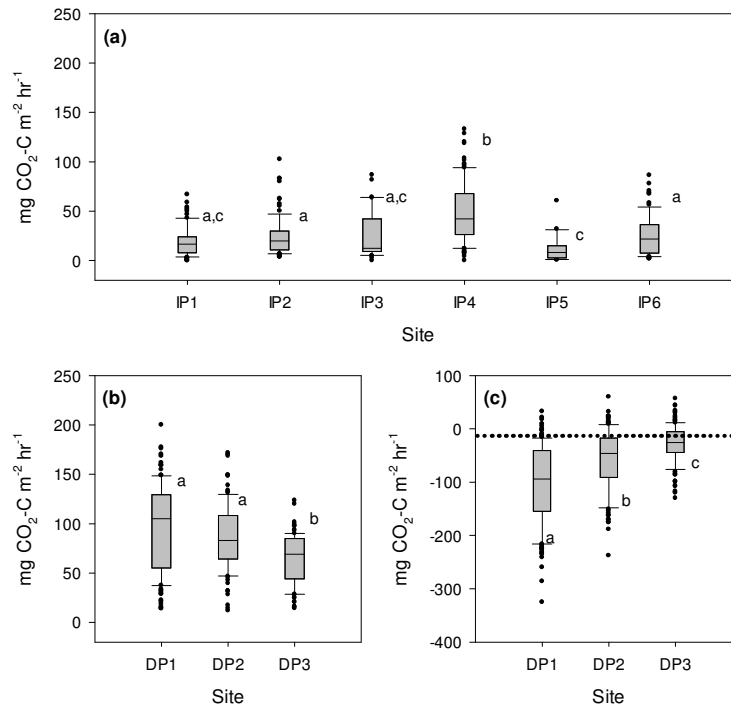 (a)
mg CO₂-C m⁻² hr⁻¹
250
200
150
100
50
0
a,c
a
a,c
b
c
a
IP1 IP2 IP3 IP4 IP5 IP6
Site
(b)
mg CO₂-C m⁻² hr⁻¹
250
200
150
100
50
0
a
a
b
DP1 DP2 DP3
Site
(c)
mg CO₂-C m⁻² hr⁻¹
100
0
-100
-200
-300
-400
a
b
c
DP1 DP2 DP3
Site